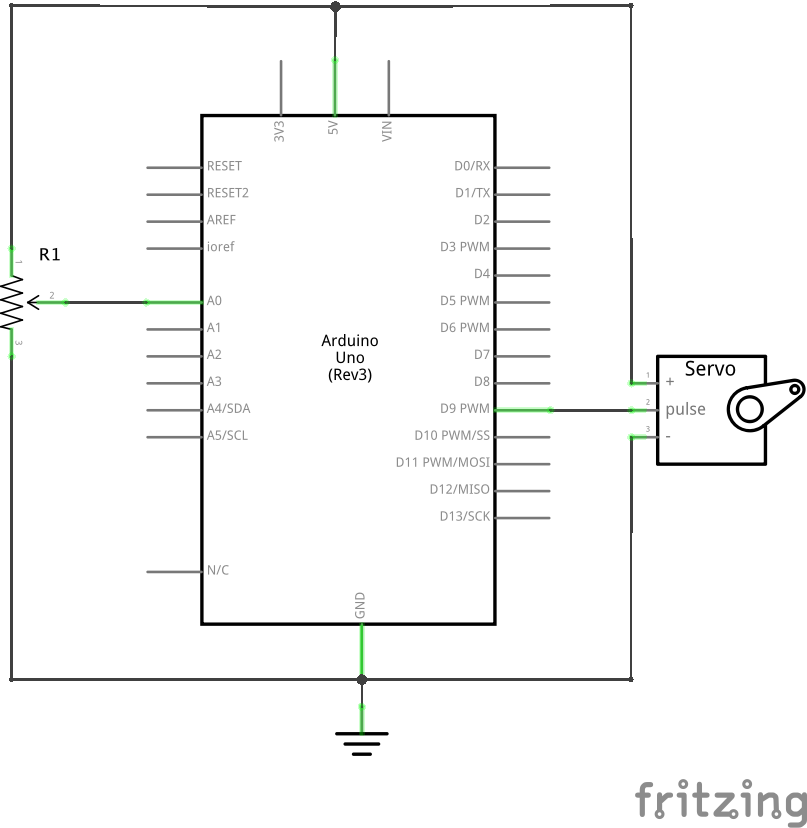 3V3
5V
VIN
RESET
D0/RX
RESET2
D1/TX
AREF
D2
ioref
D3 PWM
R1
1
D4
2
A0
D5 PWM
A1
D6 PWM
3
Arduino
Uno
(Rev3)
A2
D7
A3
D8
Servo
1
+
A4/SDA
D9 PWM
2
pulse
A5/SCL
D10 PWM/SS
3
-
D11 PWM/MOSI
D12/MISO
D13/SCK
N/C
GND
fritzing